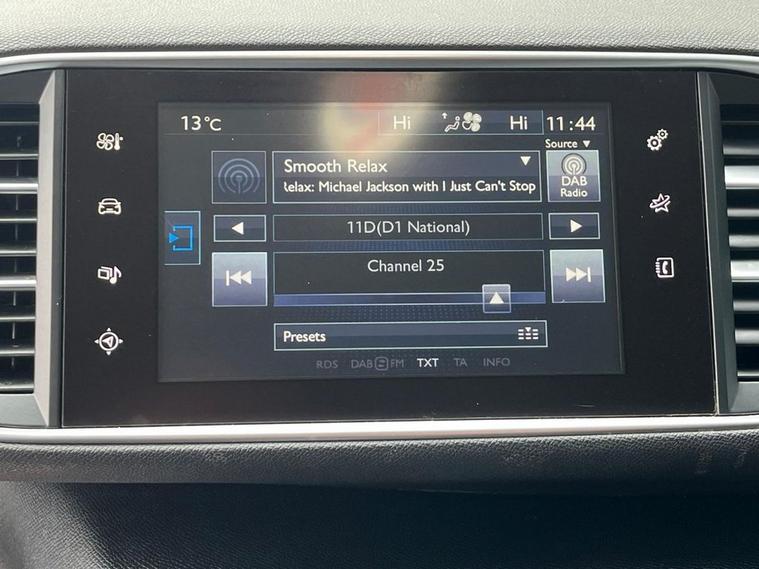 13°C Hi Hi 11:44
Source ▼
Smooth Relax
elax: Michael Jackson with I Just Can't Stop
DAB
Radio
11D(D1 National)
Channel 25
Presets
RDS DAB FM TXT TA INFO